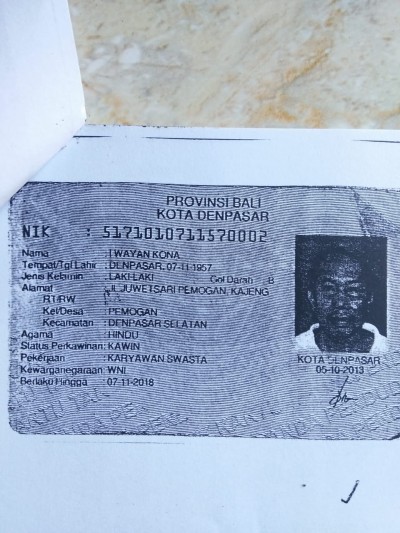 PROVINSI BALI
KOTA DENPASAR
NIK : 5171010711570002
Nama : I WAYAN KONA
Tempat/Tgl Lahir : DENPASAR, 07-11-1957
Jenis Kelamin : LAKI-LAKI Gol Darah : B
Alamat : JL JUWETSARI PEMOGAN, KAJENG
RT/RW :
Kel/Desa : PEMOGAN
Kecamatan : DENPASAR SELATAN
Agama : HINDU
Status Perkawinan: KAWIN
Pekerjaan : KARYAWAN SWASTA
Kewarganegaraan: WNI
Berlaku Hingga : 07-11-2018
KOTA DENPASAR
05-10-2013